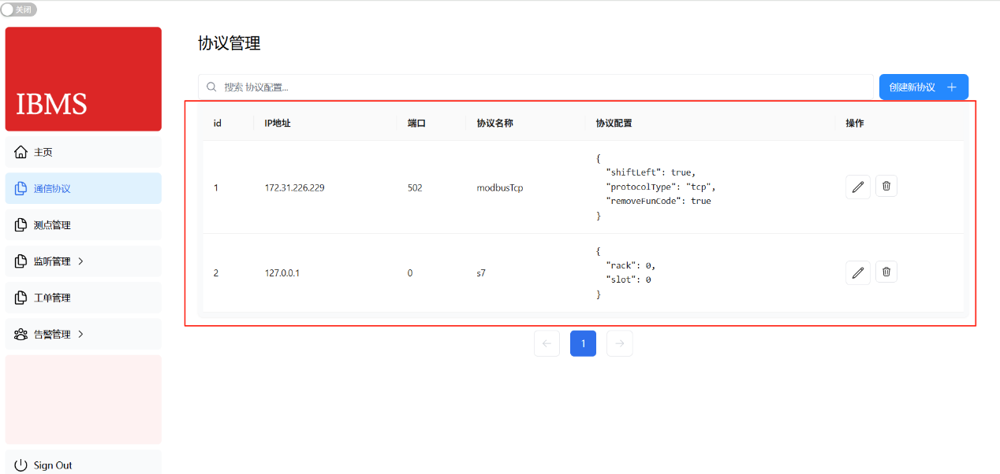 关闭
IBMS
主页
通信协议
测点管理
监听管理
工单管理
告警管理
Sign Out
协议管理
搜索 协议配置...
创建新协议
id IP地址 端口 协议名称 协议配置 操作
1 172.31.226.229 502 modbusTcp
{
"shiftLeft": true,
"protocolType": "tcp",
"removeFunCode": true
}
2 127.0.0.1 0 s7
{
"rack": 0,
"slot": 0
}
1